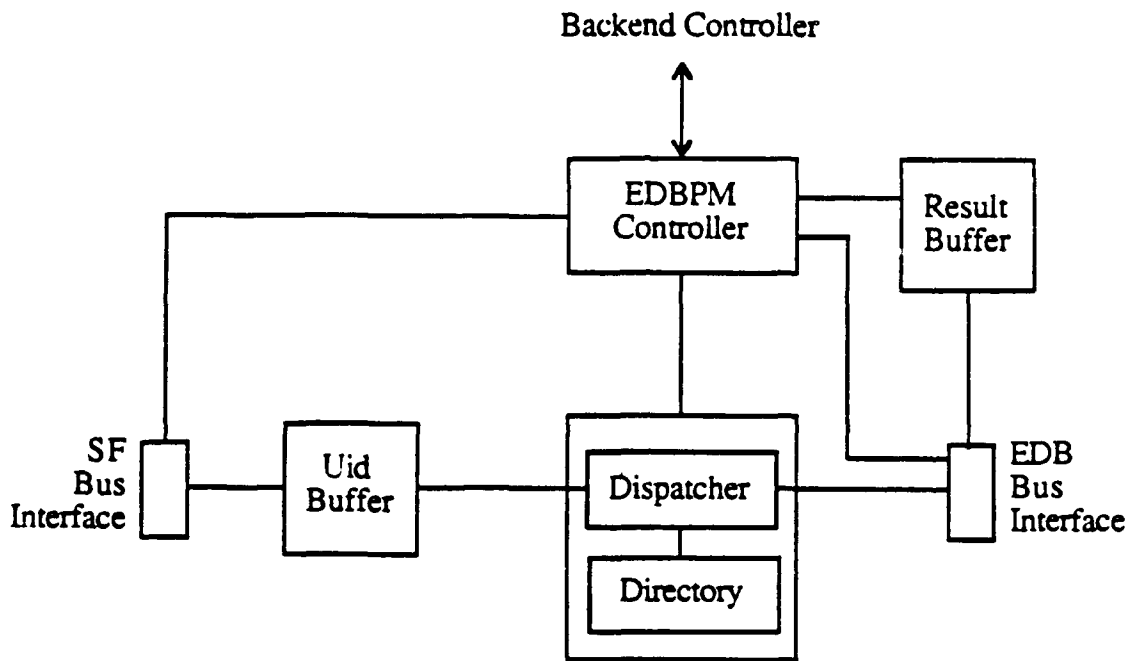 Backend Controller
EDBPM
Controller
Result
Buffer
SF
Bus
Interface
Uid
Buffer
Dispatcher
Directory
EDB
Bus
Interface